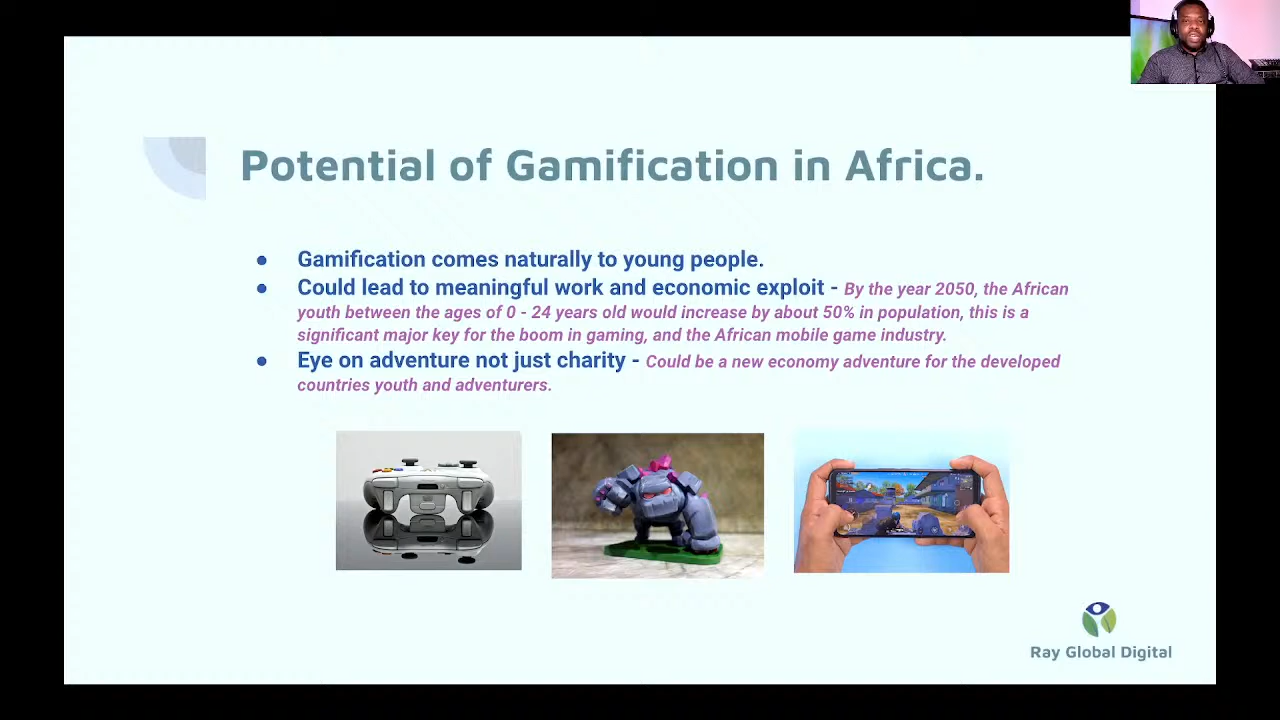 Potential of Gamification in Africa.
● Gamification comes naturally to young people.
● Could lead to meaningful work and economic exploit - By the year 2050, the African
youth between the ages of 0 - 24 years old would increase by about 50% in population, this is a
significant major key for the boom in gaming, and the African mobile game industry.
● Eye on adventure not just charity - Could be a new economy adventure for the developed
countries youth and adventurers.
Ray Global Digital